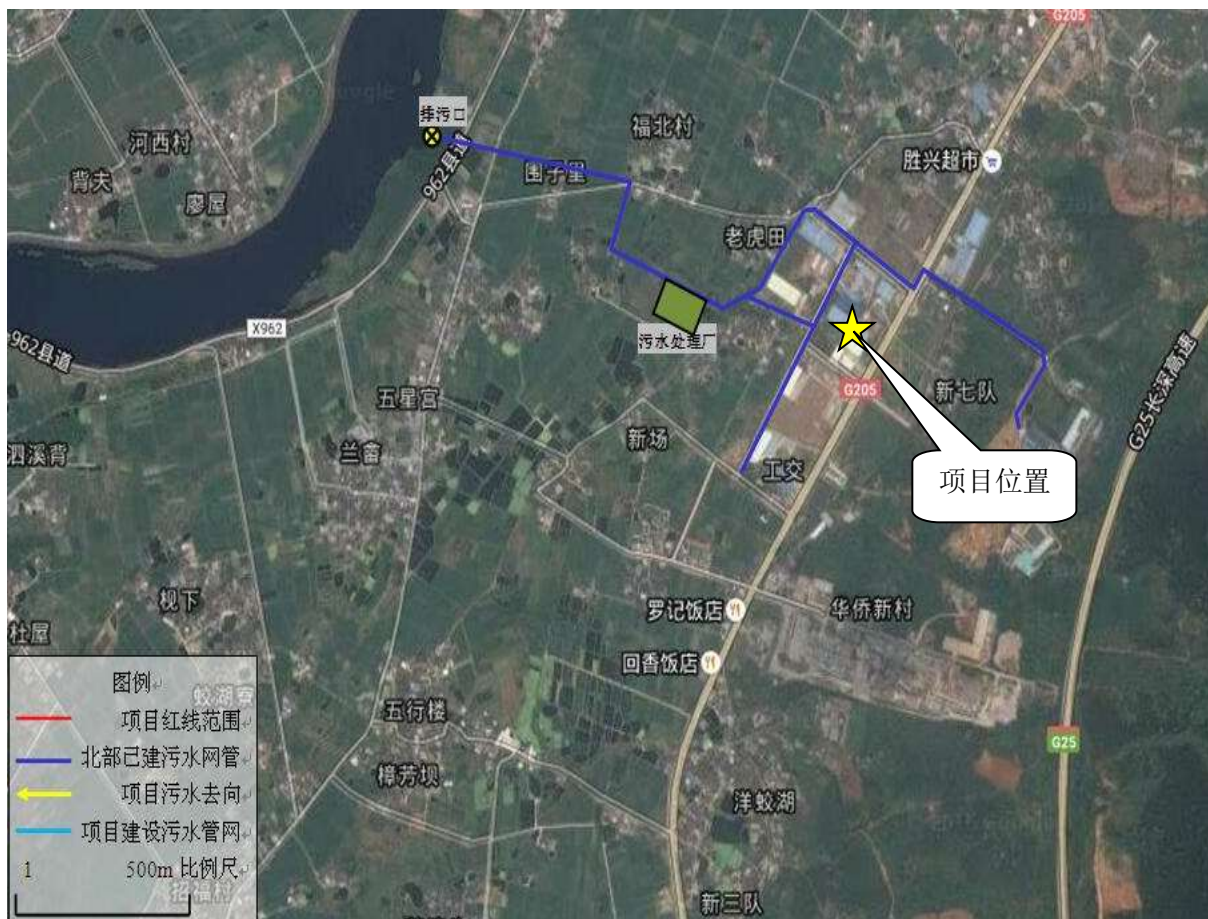 G205
排污口
河西村
背夫
廖屋
962县道
围子里
福北村
胜兴超市
老虎田
X962
962县道
污水处理厂
G205
新七队
G25长深高速
五星宫
兰畲
新场
工交
项目位置
泗溪背
枧下
杜屋
罗记饭店
华侨新村
回香饭店
G25
五行楼
樟芳坝
洋蛟湖
新三队
图例
项目红线范围
北部已建污水网管
项目污水去向
项目建设污水管网
1 500m 比例尺
招福村